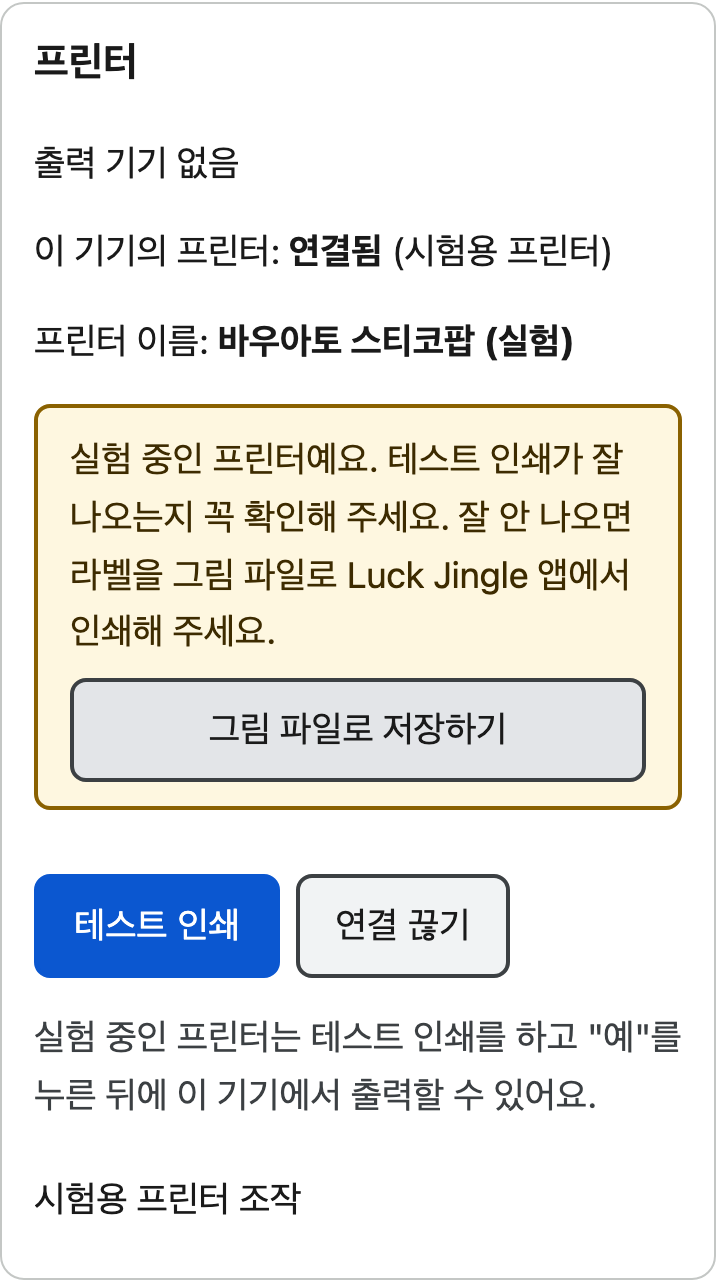 프린터
출력 기기 없음
이 기기의 프린터: 연결됨 (시험용 프린터)
프린터 이름: 바우아토 스티코팝 (실험)
실험 중인 프린터예요. 테스트 인쇄가 잘
나오는지 꼭 확인해 주세요. 잘 안 나오면
라벨을 그림 파일로 Luck Jingle 앱에서
인쇄해 주세요.
그림 파일로 저장하기
테스트 인쇄
연결 끊기
실험 중인 프린터는 테스트 인쇄를 하고 "예"를
누른 뒤에 이 기기에서 출력할 수 있어요.
시험용 프린터 조작